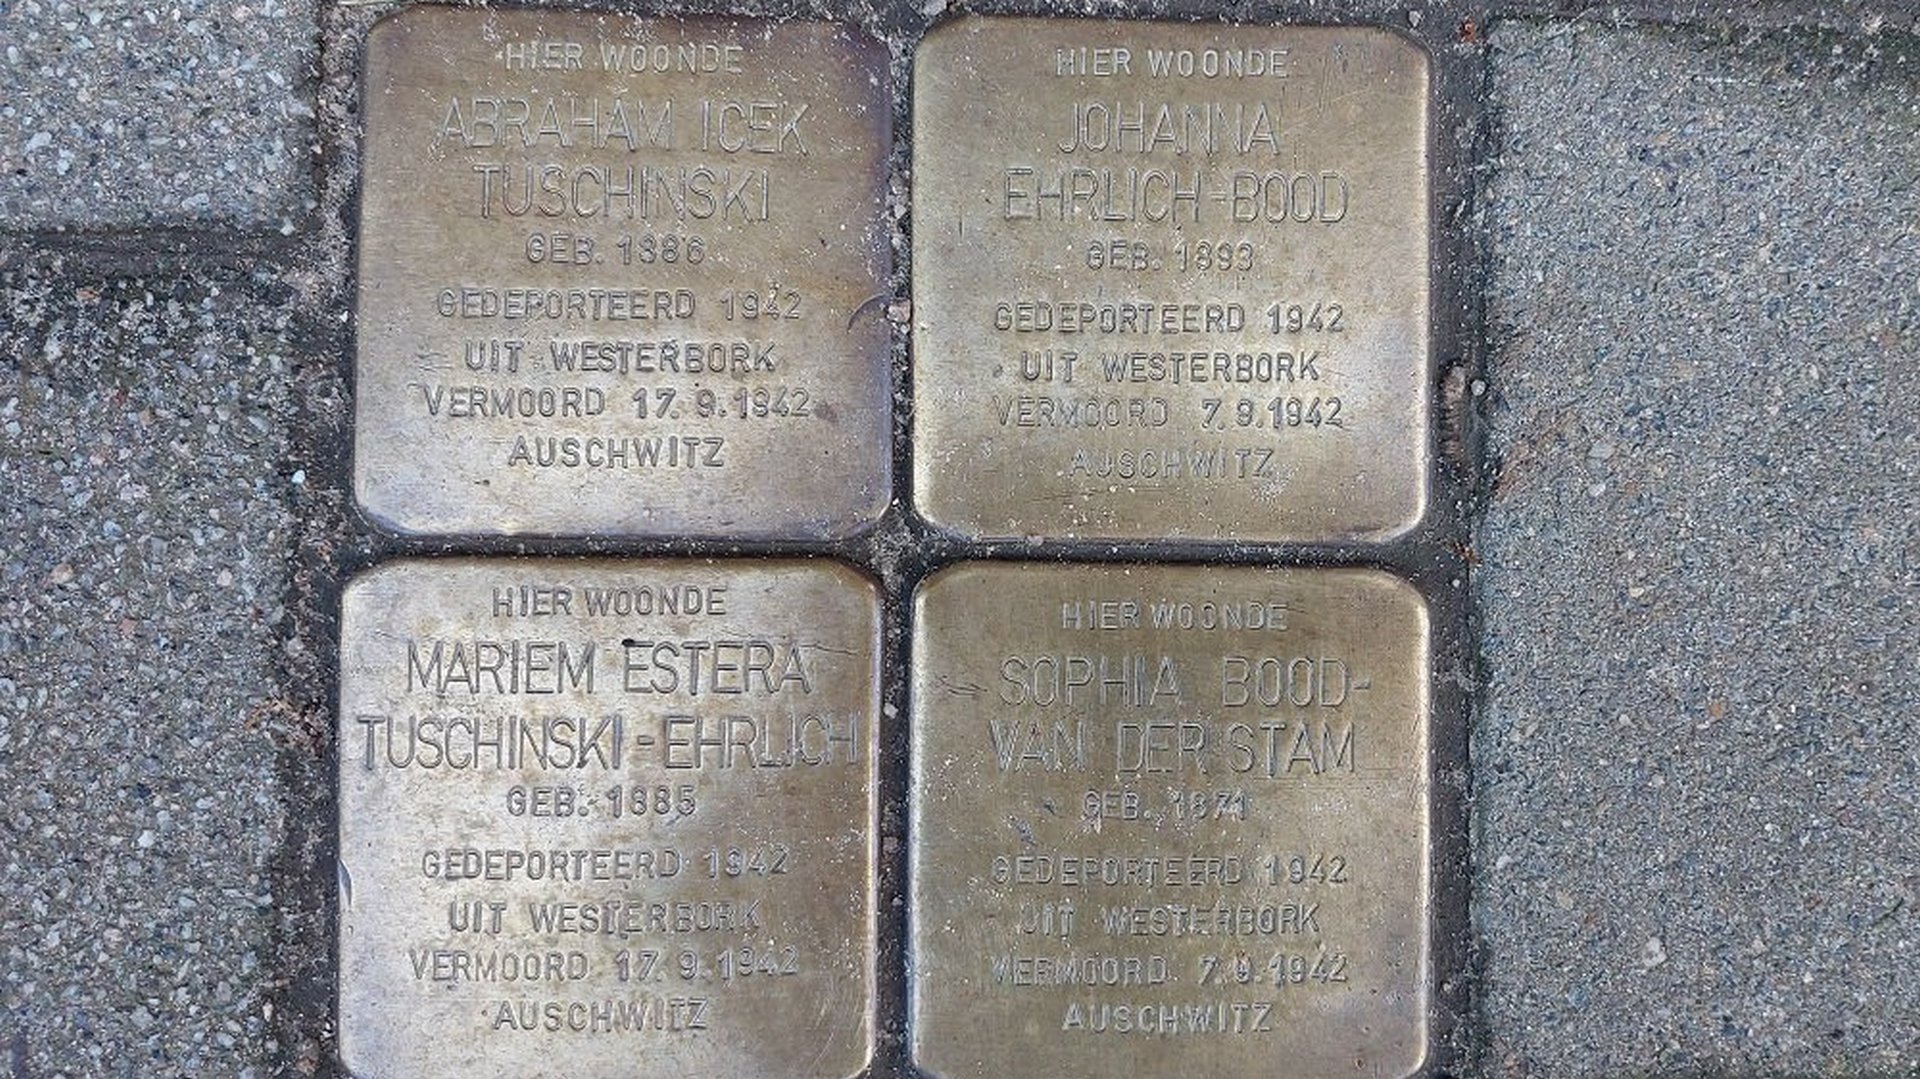 HIER WOONDE
ABRAHAM ICEK
TUSCHINSKI
GEB. 1886
GEDEPORTEERD 1942
UIT WESTERBORK
VERMOORD 17.9.1942
AUSCHWITZ
HIER WOONDE
JOHANNA
EHRLICH-BOOD
GEB. 1893
GEDEPORTEERD 1942
UIT WESTERBORK
VERMOORD 7.9.1942
AUSCHWITZ
HIER WOONDE
MARIEM ESTERA
TUSCHINSKI-EHRLICH
GEB. 1885
GEDEPORTEERD 1942
UIT WESTERBORK
VERMOORD 17.9.1942
AUSCHWITZ
HIER WOONDE
SOPHIA BOOD-
VAN DER STAM
GEB. 1871
GEDEPORTEERD 1942
UIT WESTERBORK
VERMOORD 7.9.1942
AUSCHWITZ